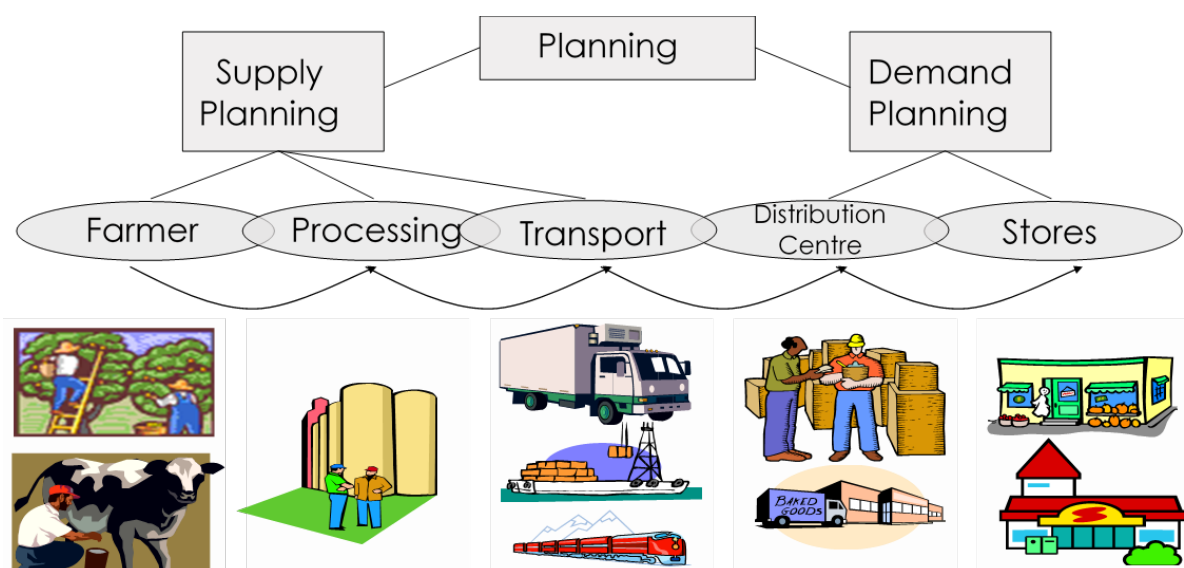 Planning
Supply
Planning
Demand
Planning
Farmer
Processing
Transport
Distribution
Centre
Stores
BAKED
GOODS